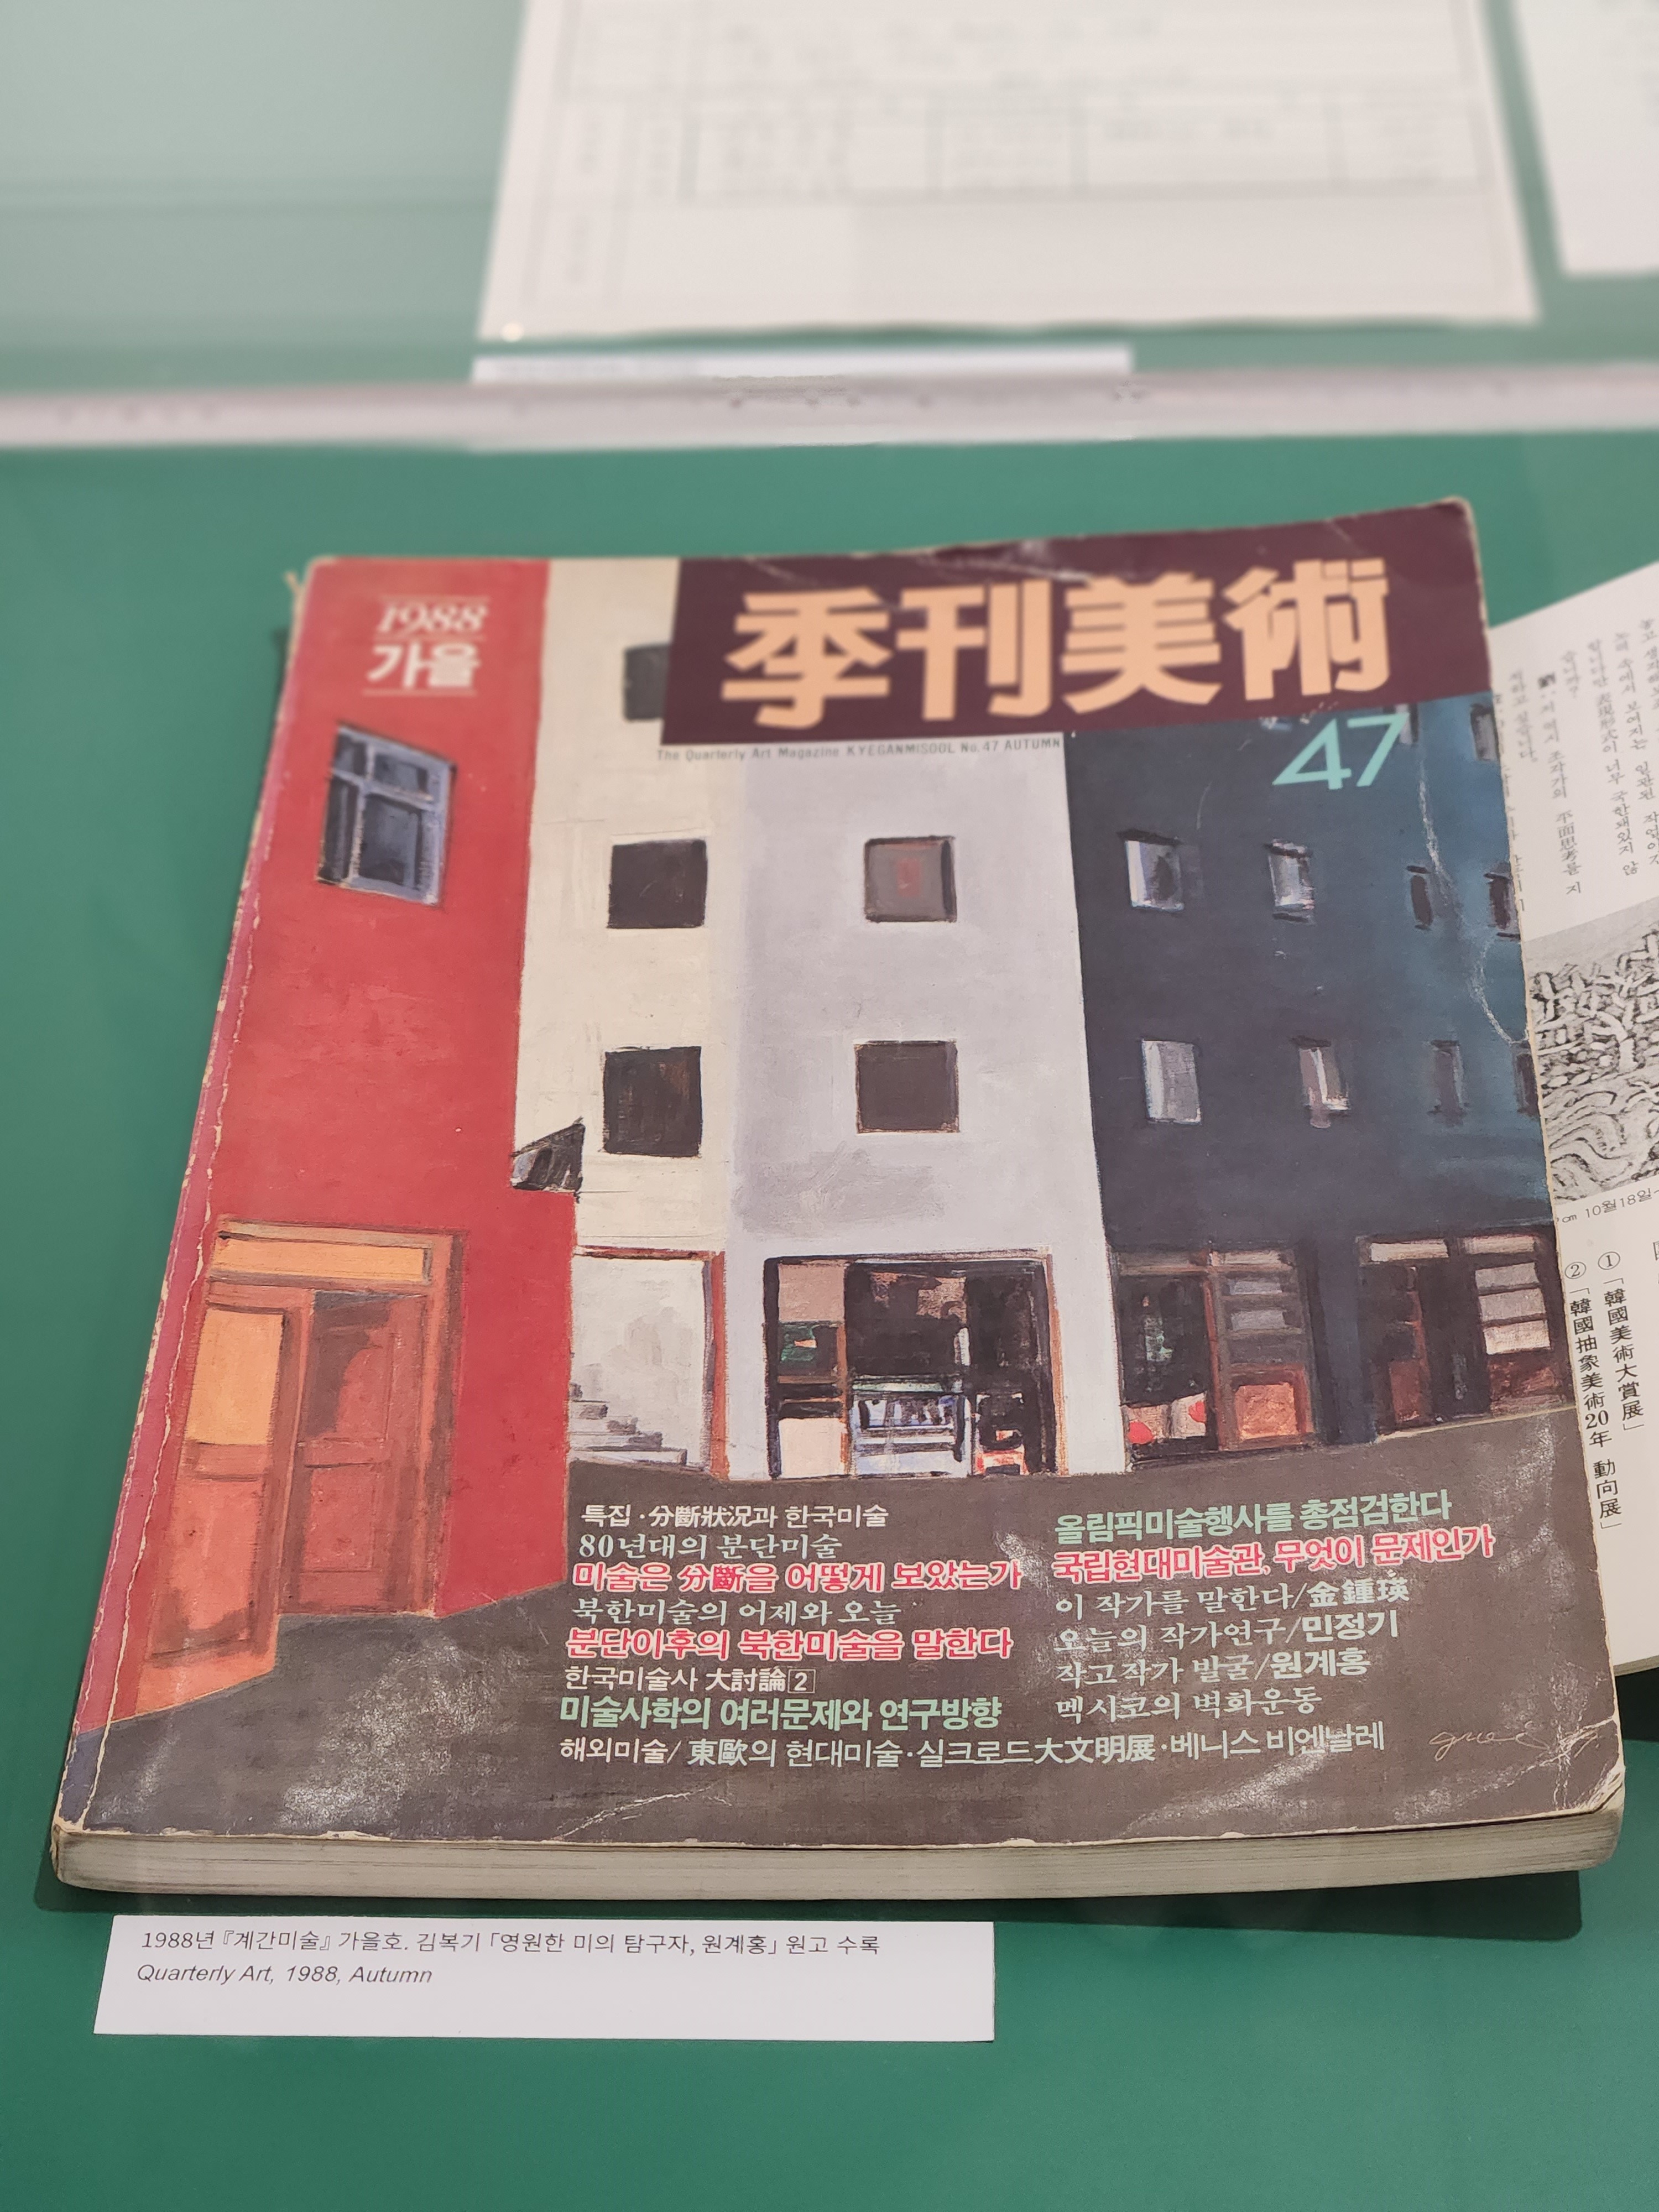 1988
가을
季刊美術
The Quarterly Art Magazine KYEGANMISOOL No.47 AUTUMN
47
특집·分斷狀況과 한국미술
80년대의 분단미술
미술은 分斷을 어떻게 보았는가
북한미술의 어제와 오늘
분단이후의 북한미술을 말한다
한국미술사 大討論[2]
미술사학의 여러문제와 연구방향
해외미술/東歐의 현대미술·실크로드大文明展·베니스 비엔날레
올림픽미술행사를 총점검한다
국립현대미술관, 무엇이 문제인가
이 작가를 말한다/金鍾瑛
오늘의 작가연구/민정기
작고작가 발굴/원계홍
멕시코의 벽화운동
1988년 『계간미술』 가을호. 김복기 「영원한 미의 탐구자, 원계홍」 원고 수록
Quarterly Art, 1988, Autumn
10월18일
①「韓國美術大賞展」
②「韓國抽象美術20年 動向展」